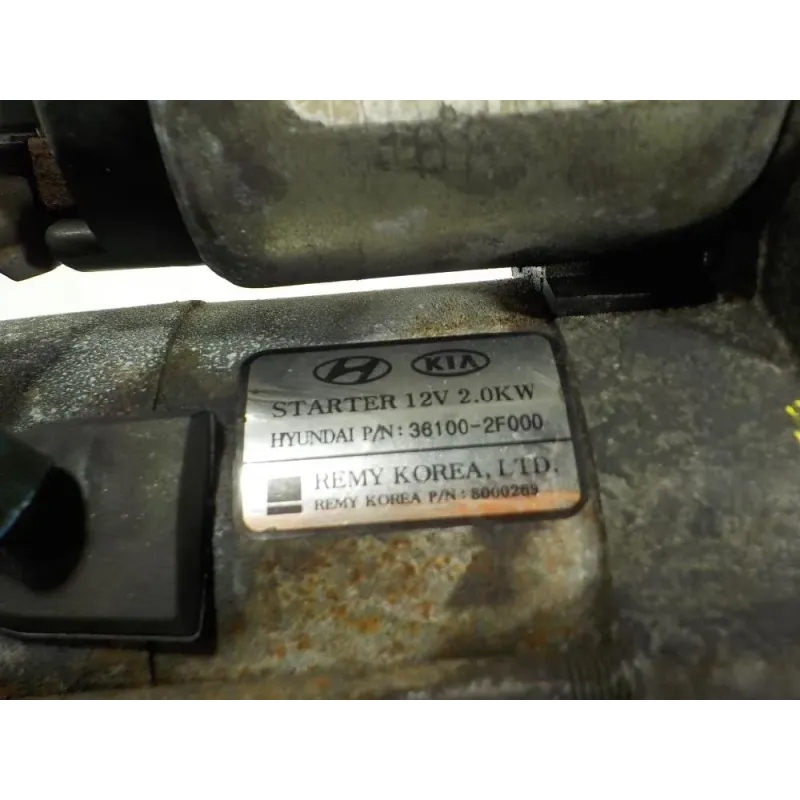 KIA
STARTER 12V 2.0KW
HYUNDAI P/N: 36100-2F000
REMY KOREA, LTD.
REMY KOREA P/N: 8000269